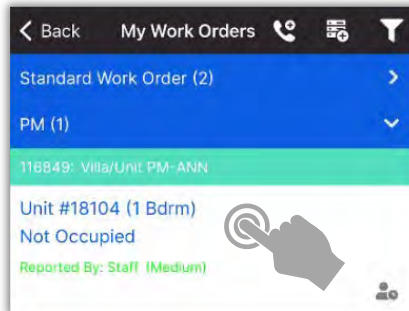 Back My Work Orders
Standard Work Order (2)
PM (1)
116849: Villa/Unit PM-ANN
Unit #18104 (1 Bdrm)
Not Occupied
Reported By: Staff (Medium)